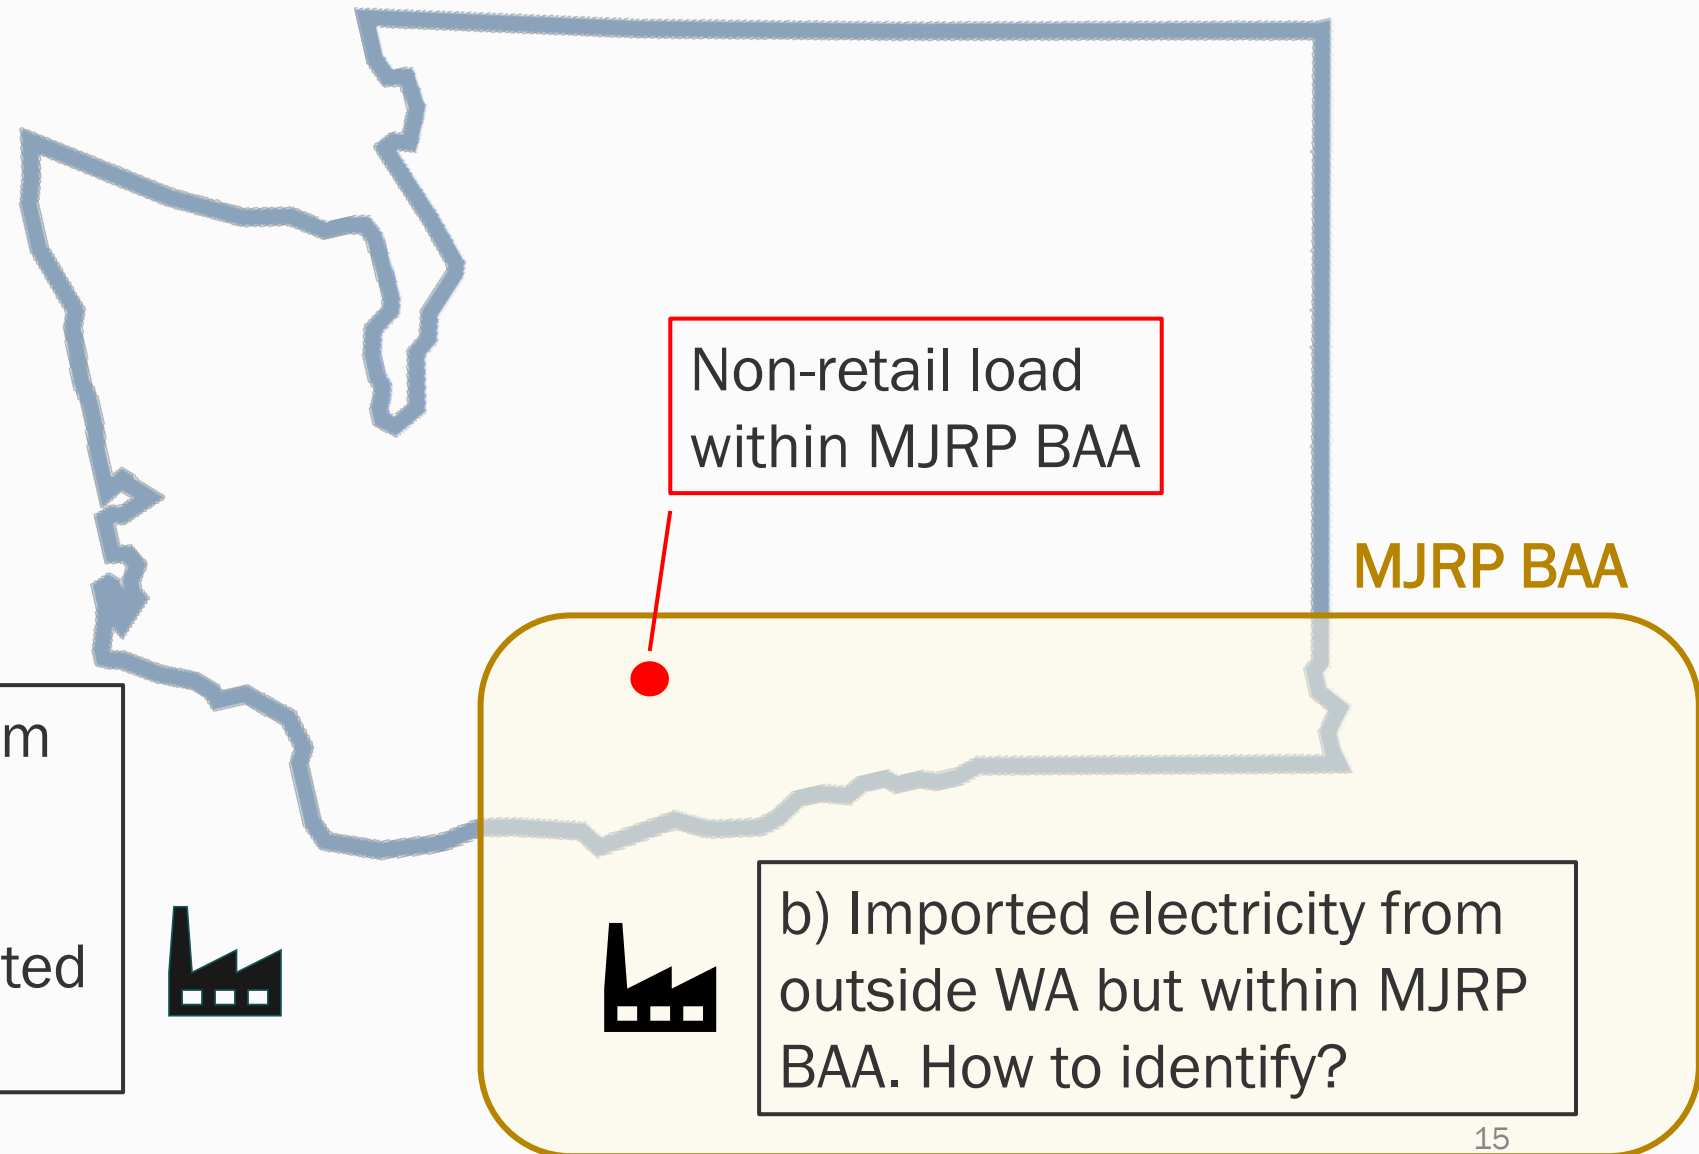 Non-retail load
within MJRP BAA
MJRP BAA
m
ted
b) Imported electricity from
outside WA but within MJRP
BAA. How to identify?
15